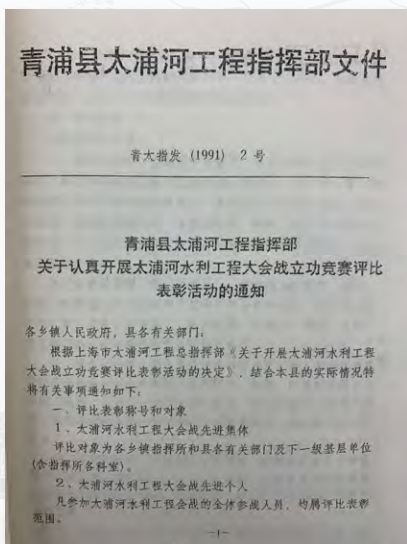 青浦县太浦河工程指挥部文件
青太指发（1991） 2 号
青浦县太浦河工程指挥部
关于认真开展太浦河水利工程大会战立功竞赛评比
表彰活动的通知
各乡镇人民政府，县各有关部门：
根据上海市太浦河工程总指挥部《关于开展太浦河水利工程
大会战立功竞赛评比表彰活动的决定》，结合本县的实际情况特
将有关事项通知如下：
一、评比表彰称号和对象
1、太浦河水利工程大会战先进集体
评比对象为各乡镇指挥所和县各有关部门及下一级基层单位
（含指挥所各科室）。
2、太浦河水利工程大会战先进个人
凡参加太浦河水利工程会战的全体参战人员，均属评比表彰
范围。
—1—